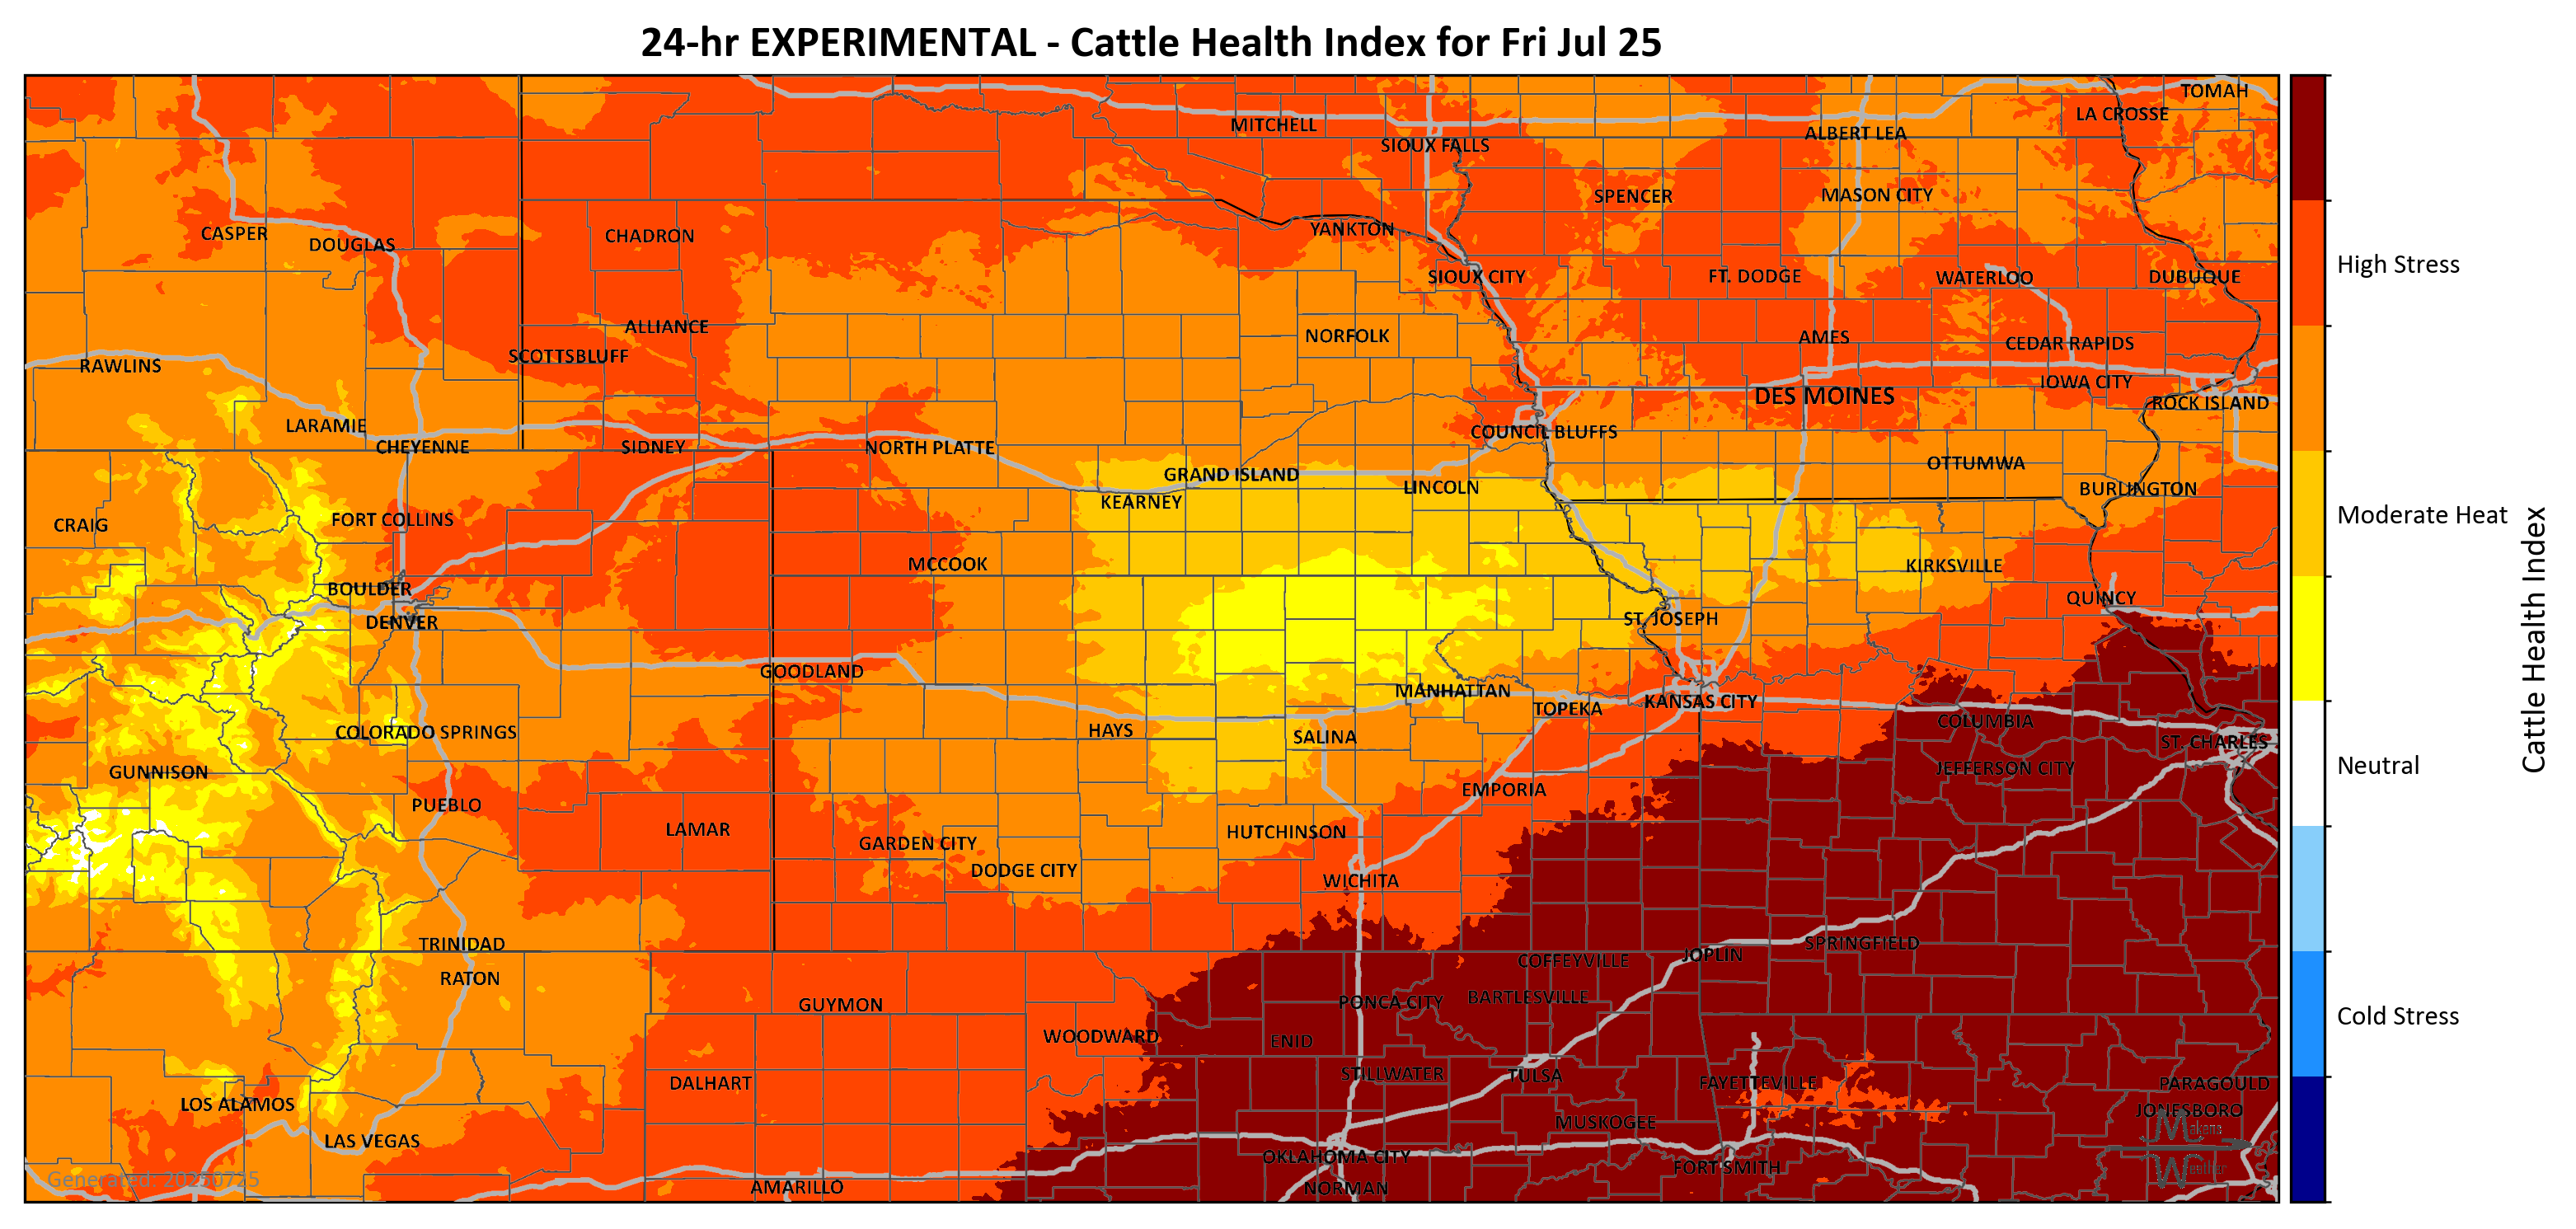 24-hr EXPERIMENTAL - Cattle Health Index for Fri Jul 25
TOMAH
LA CROSSE
MITCHELL
ALBERT LEA
SIOUX FALLS
SPENCER
MASON CITY
CASPER
DOUGLAS
CHADRON
YANKTON
SIOUX CITY
FT. DODGE
WATERLOO
DUBUQUE
ALLIANCE
NORFOLK
AMES
CEDAR RAPIDS
SCOTTSBLUFF
RAWLINS
IOWA CITY
DES MOINES
ROCK ISLAND
LARAMIE
COUNCIL BLUFFS
CHEYENNE
SIDNEY
NORTH PLATTE
OTTUMWA
GRAND ISLAND
LINCOLN
BURLINGTON
KEARNEY
FORT COLLINS
CRAIG
MCCOOK
KIRKSVILLE
BOULDER
QUINCY
DENVER
ST. JOSEPH
GOODLAND
MANHATTAN
KANSAS CITY
TOPEKA
COLUMBIA
COLORADO SPRINGS
HAYS
SALINA
ST. CHARLES
GUNNISON
JEFFERSON CITY
EMPORIA
PUEBLO
LAMAR
HUTCHINSON
GARDEN CITY
DODGE CITY
WICHITA
TRINIDAD
SPRINGFIELD
JOPLIN
COFFEYVILLE
RATON
GUYMON
PONCA CITY
BARTLESVILLE
WOODWARD
ENID
STILLWATER
TULSA
DALHART
FAYETTEVILLE
PARAGOULD
LOS ALAMOS
JONESBORO
MUSKOGEE
LAS VEGAS
OKLAHOMA CITY
FORT SMITH
AMARILLO
NORMAN
Generated: 20250725
Makens
Weather
High Stress
Moderate Heat
Neutral
Cold Stress
Cattle Health Index